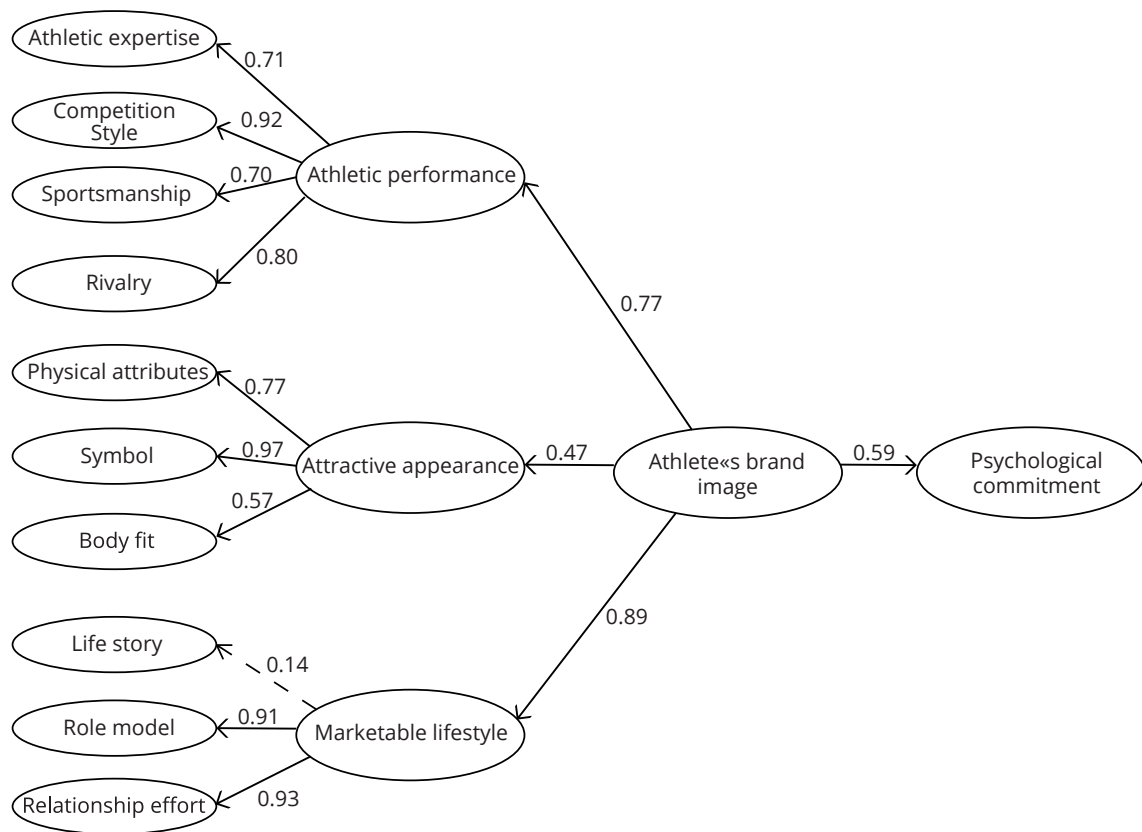 Athletic expertise
0.71
Competition
Style
0.92
Sportsmanship
0.70
Athletic performance
Rivalry
0.80
0.77
Physical attributes
0.77
Symbol
0.97
Attractive appearance
0.47
Athlete«s brand
image
0.59
Psychological
commitment
Body fit
0.57
0.89
Life story
0.14
Role model
0.91
Marketable lifestyle
Relationship effort
0.93